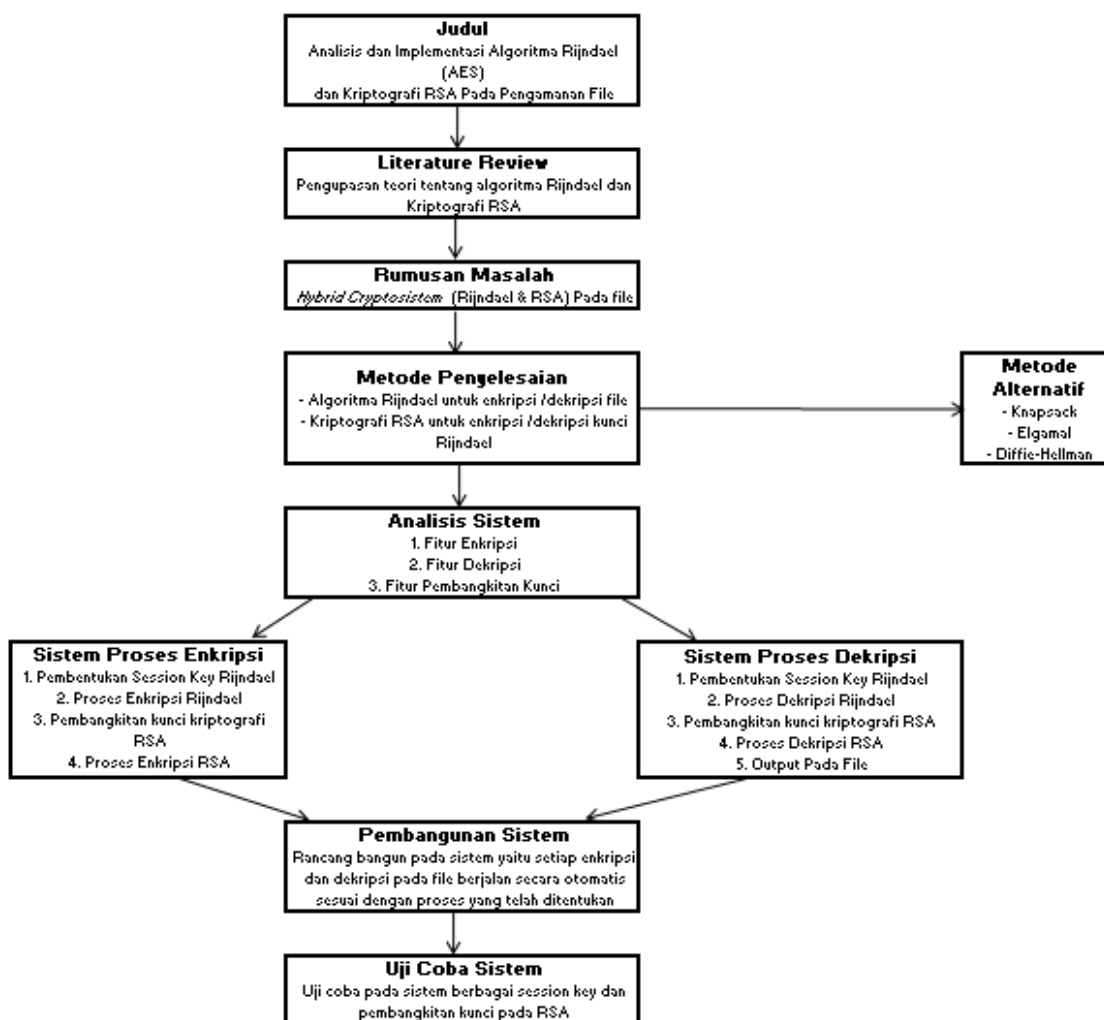 Judul
Analisis dan Implementasi Algoritma Rijndael
(AES)
dan Kriptografi RSA Pada Pengamanan File
Literature Review
Pengupasan teori tentang algoritma Rijndael dan
Kriptografi RSA
Rumusan Masalah
Hybrid Cryptosistem (Rijndael & RSA) Pada file
Metode Penyelesaian
- Algoritma Rijndael untuk enkripsi /dekripsi file
- Kriptografi RSA untuk enkripsi /dekripsi kunci
Rijndael
Metode
Alternatif
- Knapsack
- Elgamal
- Diffie-Hellman
Analisis Sistem
1. Fitur Enkripsi
2. Fitur Dekripsi
3. Fitur Pembangkitan Kunci
Sistem Proses Enkripsi
1. Pembentukan Session Key Rijndael
2. Proses Enkripsi Rijndael
3. Pembangkitan kunci kriptografi
RSA
4. Proses Enkripsi RSA
Sistem Proses Dekripsi
1. Pembentukan Session Key Rijndael
2. Proses Dekripsi Rijndael
3. Pembangkitan kunci kriptografi RSA
4. Proses Dekripsi RSA
5. Output Pada File
Pembangunan Sistem
Rancang bangun pada sistem yaitu setiap enkripsi
dan dekripsi pada file berjalan secara otomatis
sesuai dengan proses yang telah ditentukan
Uji Coba Sistem
Uji coba pada sistem berbagai session key dan
pembangkitan kunci pada RSA